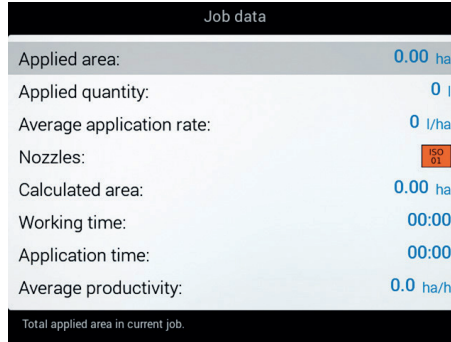 Job data
Applied area: 0.00 ha
Applied quantity: 0 l
Average application rate: 0 l/ha
Nozzles: ISO 01
Calculated area: 0.00 ha
Working time: 00:00
Application time: 00:00
Average productivity: 0.0 ha/h
Total applied area in current job.